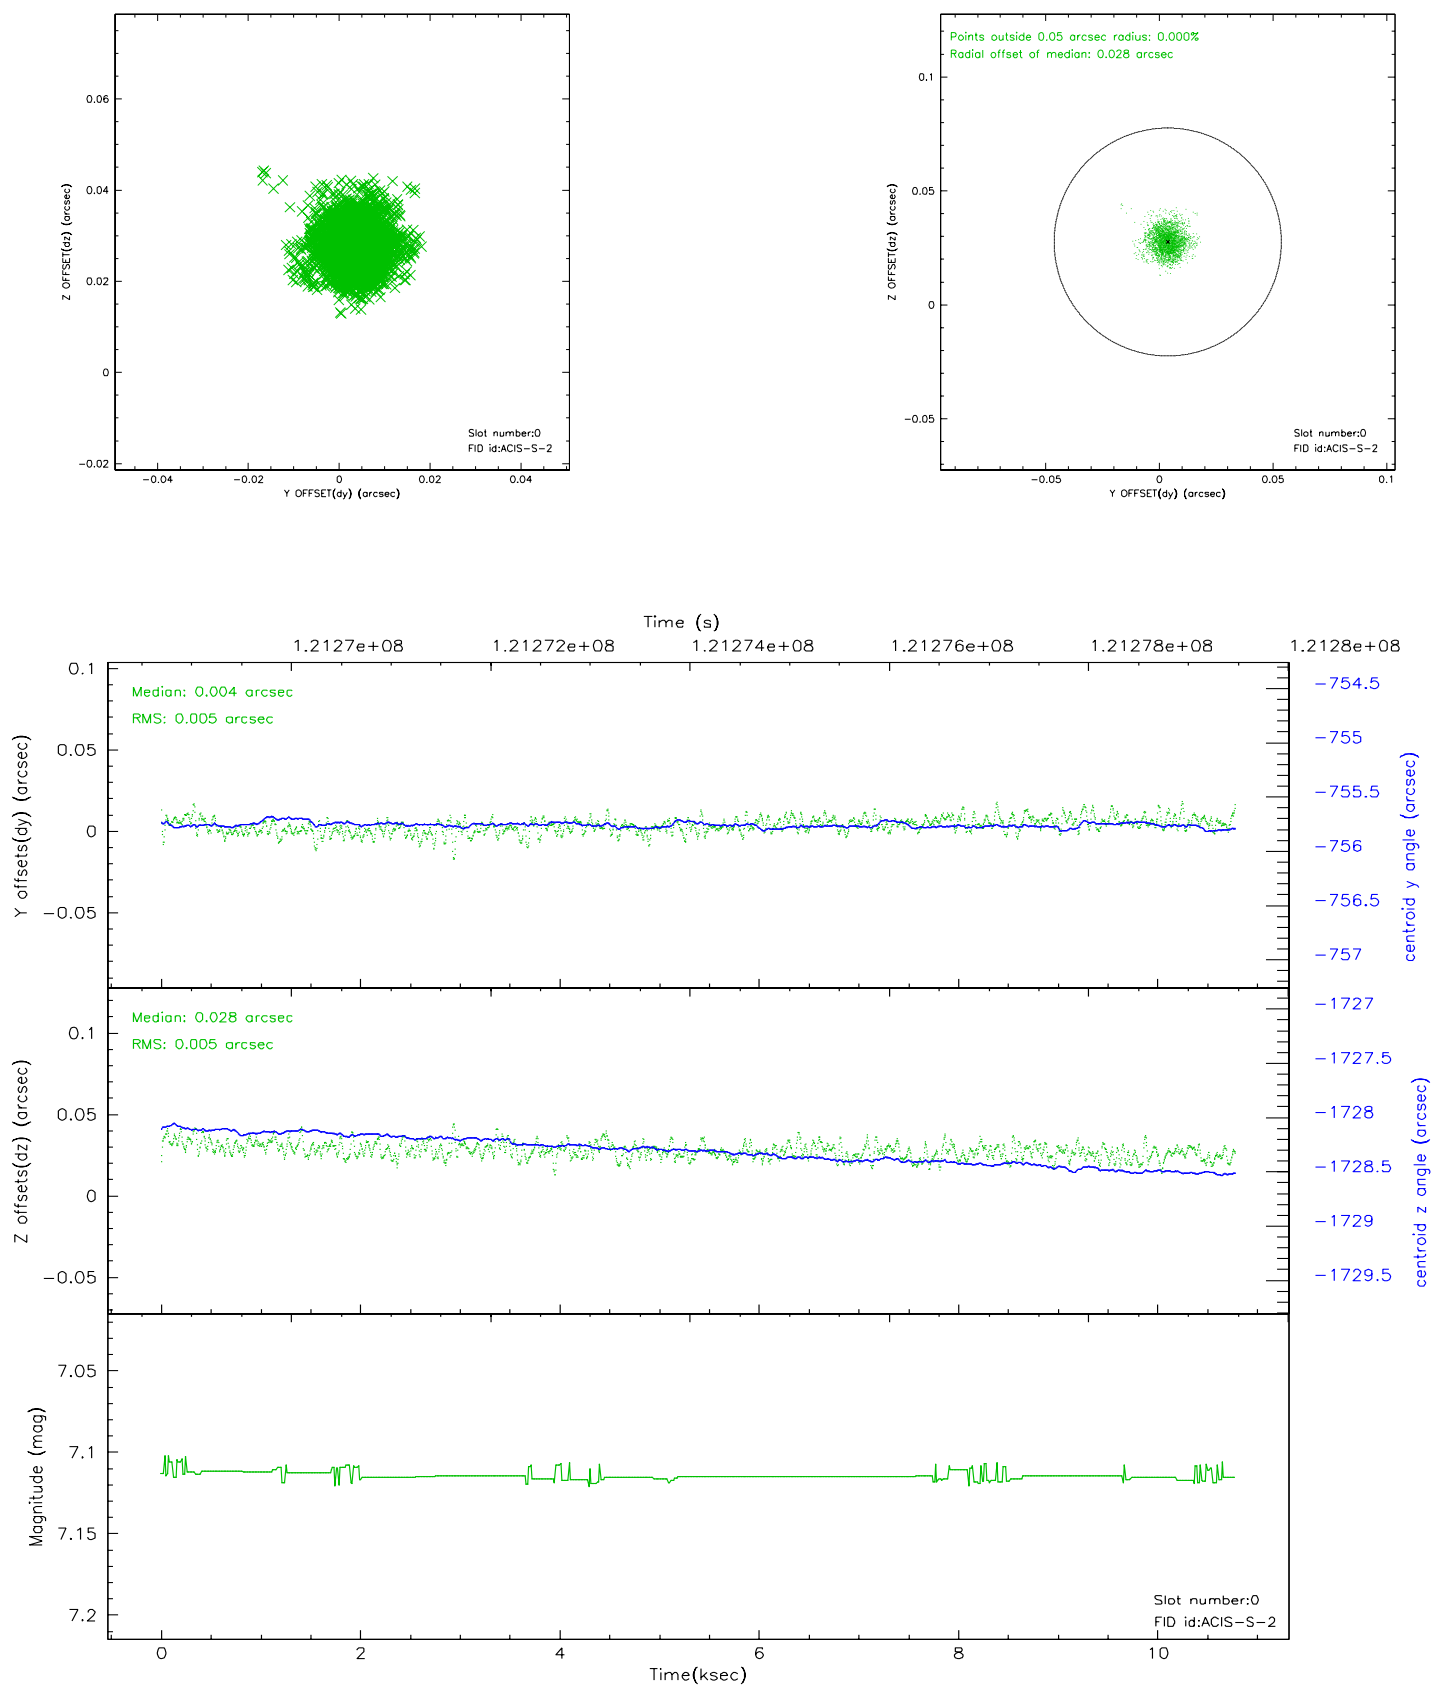 0.06
0.04
0.02
0
−0.02
−0.04
−0.02
0
0.02
0.04
Z OFFSET(dz) (arcsec)
Y OFFSET(dy) (arcsec)
Slot number:0
FID id:ACIS−S−2
Points outside 0.05 arcsec radius: 0.000%
Radial offset of median: 0.028 arcsec
0.1
0.05
0
−0.05
−0.05
0
0.05
0.1
Z OFFSET(dz) (arcsec)
Y OFFSET(dy) (arcsec)
Slot number:0
FID id:ACIS−S−2
Time (s)
1.2127e+08
1.21272e+08
1.21274e+08
1.21276e+08
1.21278e+08
1.2128e+08
Median: 0.004 arcsec
RMS: 0.005 arcsec
0.1
0.05
0
−0.05
Y offsets(dy) (arcsec)
−754.5
−755
−755.5
−756
−756.5
−757
centroid y angle (arcsec)
Median: 0.028 arcsec
RMS: 0.005 arcsec
0.1
0.05
0
−0.05
Z offsets(dz) (arcsec)
−1727
−1727.5
−1728
−1728.5
−1729
−1729.5
centroid z angle (arcsec)
7.05
7.1
7.15
7.2
Magnitude (mag)
Slot number:0
FID id:ACIS−S−2
0
2
4
6
8
10
Time(ksec)